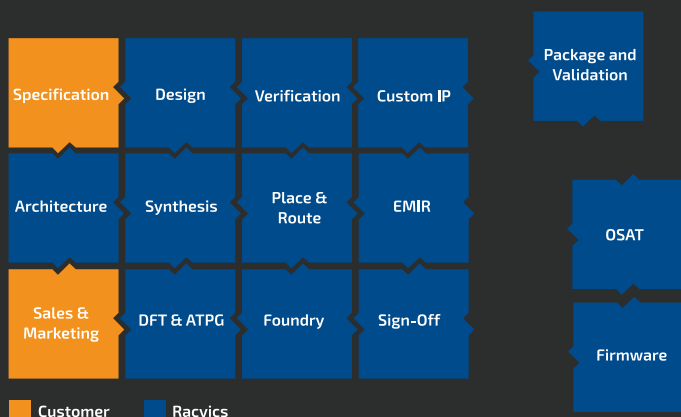 Specification
Design
Verification
Custom IP
Package and
Validation
Architecture
Synthesis
Place &
Route
EMIR
OSAT
Sales &
Marketing
DFT & ATPG
Foundry
Sign-Off
Firmware
Customer
Racvics